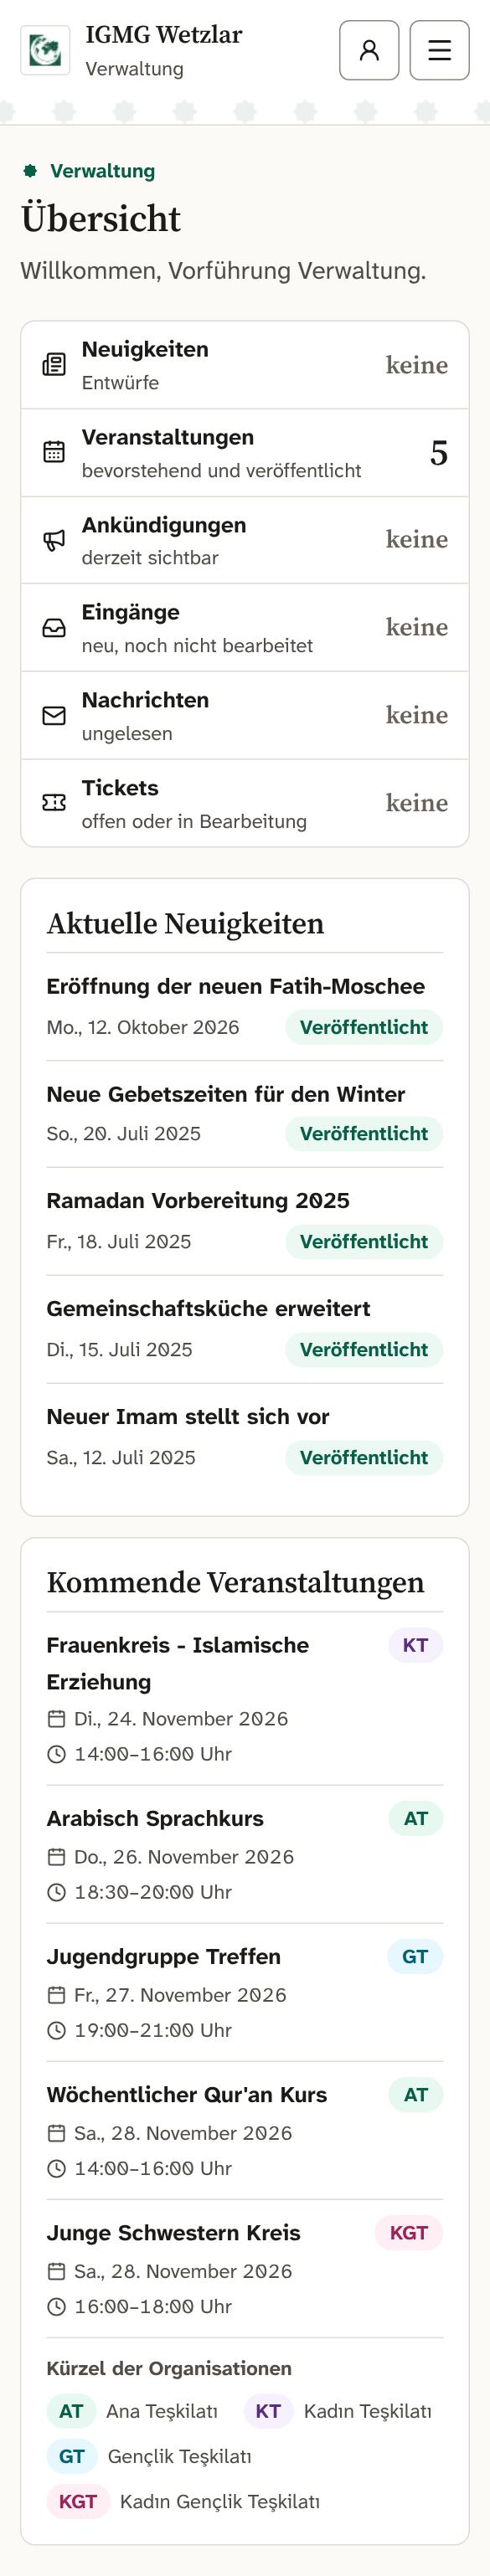 IGMG Wetzlar
Verwaltung
Verwaltung
Übersicht
Willkommen, Vorführung Verwaltung.
Neuigkeiten
Entwürfe
keine
Veranstaltungen
bevorstehend und veröffentlicht
5
Ankündigungen
derzeit sichtbar
keine
Eingänge
neu, noch nicht bearbeitet
keine
Nachrichten
ungelesen
keine
Tickets
offen oder in Bearbeitung
keine
Aktuelle Neuigkeiten
Eröffnung der neuen Fatih-Moschee
Mo., 12. Oktober 2026 Veröffentlicht
Neue Gebetszeiten für den Winter
So., 20. Juli 2025 Veröffentlicht
Ramadan Vorbereitung 2025
Fr., 18. Juli 2025 Veröffentlicht
Gemeinschaftsküche erweitert
Di., 15. Juli 2025 Veröffentlicht
Neuer Imam stellt sich vor
Sa., 12. Juli 2025 Veröffentlicht
Kommende Veranstaltungen
Frauenkreis - Islamische KT
Erziehung
Di., 24. November 2026
14:00–16:00 Uhr
Arabisch Sprachkurs AT
Do., 26. November 2026
18:30–20:00 Uhr
Jugendgruppe Treffen GT
Fr., 27. November 2026
19:00–21:00 Uhr
Wöchentlicher Qur'an Kurs AT
Sa., 28. November 2026
14:00–16:00 Uhr
Junge Schwestern Kreis KGT
Sa., 28. November 2026
16:00–18:00 Uhr
Kürzel der Organisationen
AT Ana Teşkilatı KT Kadın Teşkilatı
GT Gençlik Teşkilatı
KGT Kadın Gençlik Teşkilatı